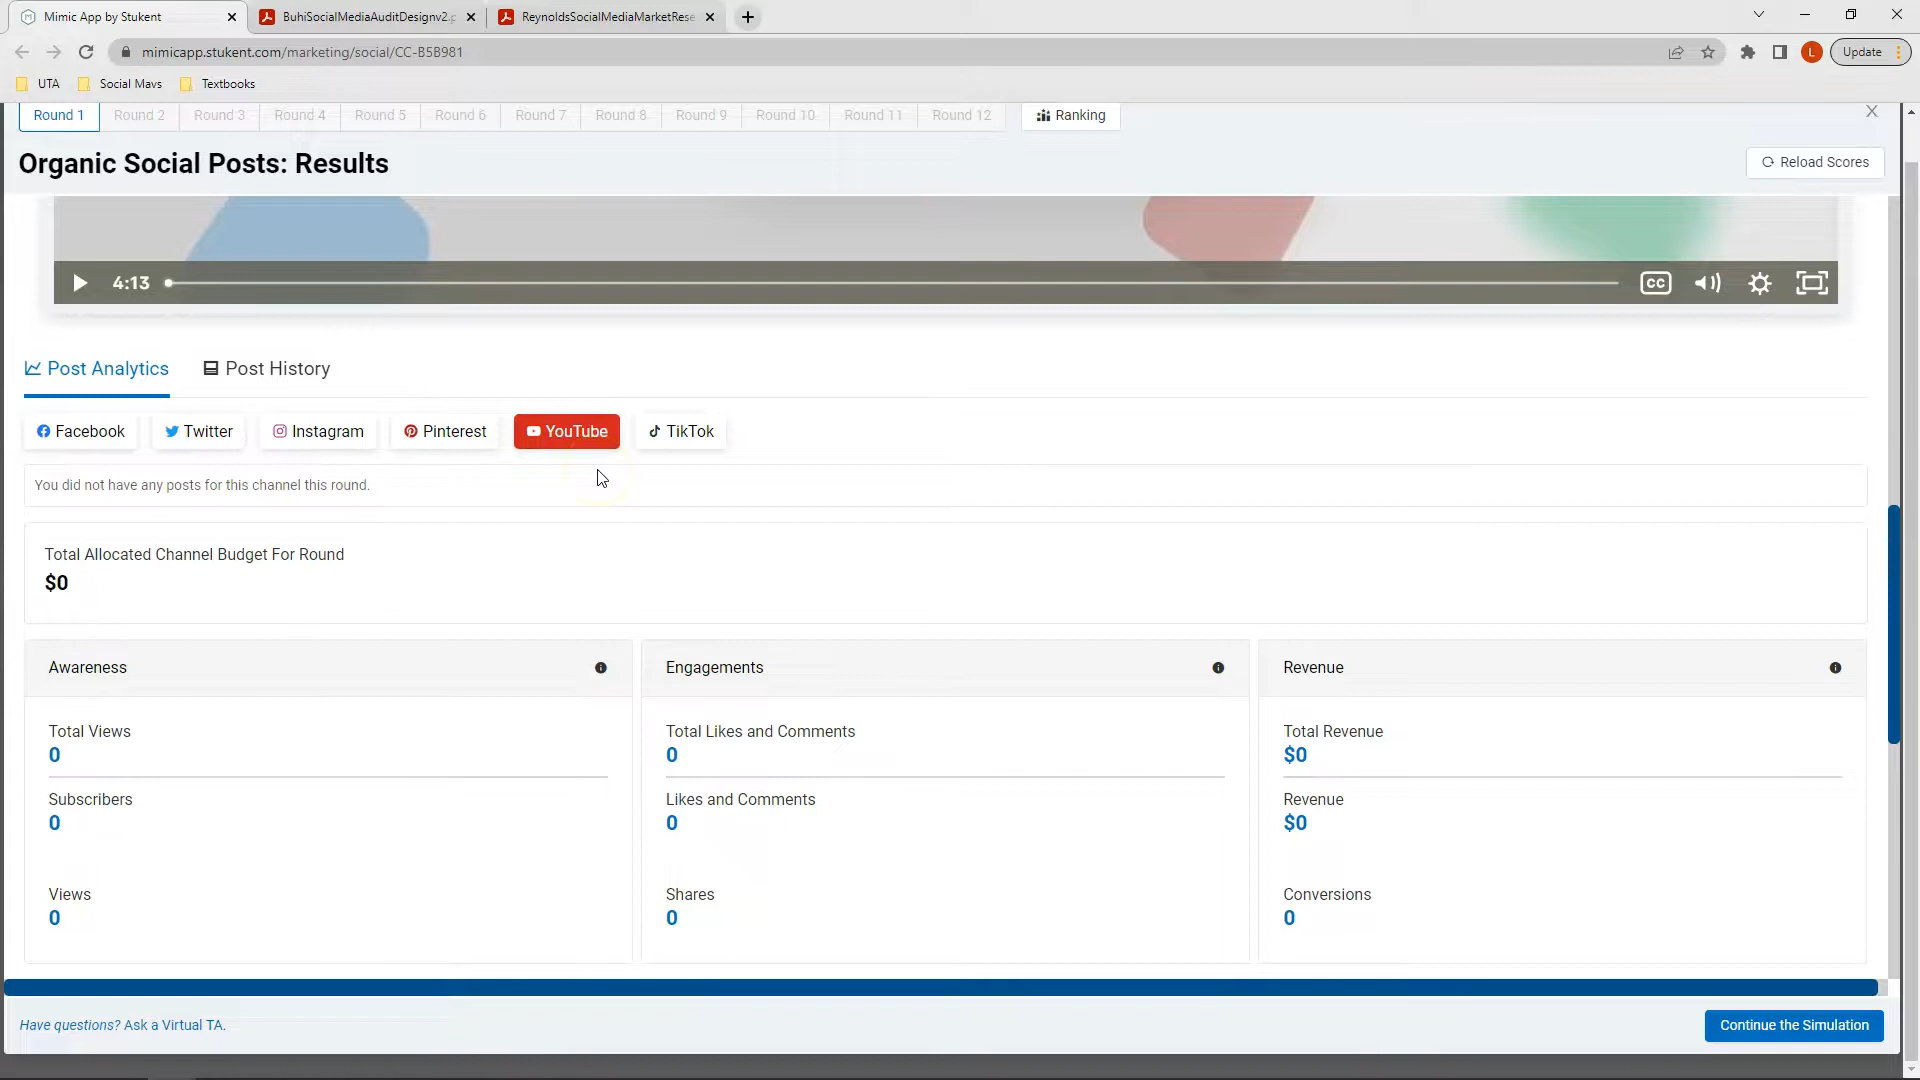 Mimic App by Stukent
BuhiSocialMediaAuditDesignv2.p
ReynoldsSocialMediaMarketRese
mimicapp.stukent.com/marketing/social/CC-B5B981
L
Update
UTA
Social Mavs
Textbooks
Round 1
Round 2
Round 3
Round 4
Round 5
Round 6
Round 7
Round 8
Round 9
Round 10
Round 11
Round 12
Ranking
Organic Social Posts: Results
Reload Scores
4:13
CC
Post Analytics
Post History
Facebook
Twitter
Instagram
Pinterest
YouTube
TikTok
You did not have any posts for this channel this round.
Total Allocated Channel Budget For Round
$0
Awareness
Total Views
0
Subscribers
0
Views
0
Engagements
Total Likes and Comments
0
Likes and Comments
0
Shares
0
Revenue
Total Revenue
$0
Revenue
$0
Conversions
0
Have questions? Ask a Virtual TA.
Continue the Simulation